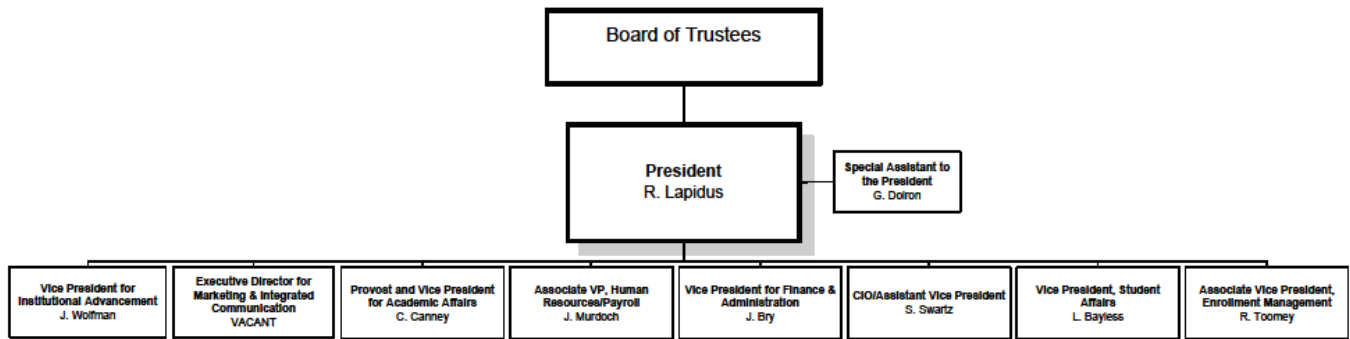 Board of Trustees
President
R. Lapidus
Special Assistant to
the President
G. Doiron
Vice President for
Institutional Advancement
J. Wolfman
Executive Director for
Marketing & Integrated
Communication
VACANT
Provost and Vice President
for Academic Affairs
C. Canney
Associate VP, Human
Resources/Payroll
J. Murdoch
Vice President for Finance &
Administration
J. Bry
CIO/Assistant Vice President
S. Swartz
Vice President, Student
Affairs
L. Bayless
Associate Vice President,
Enrollment Management
R. Toomey